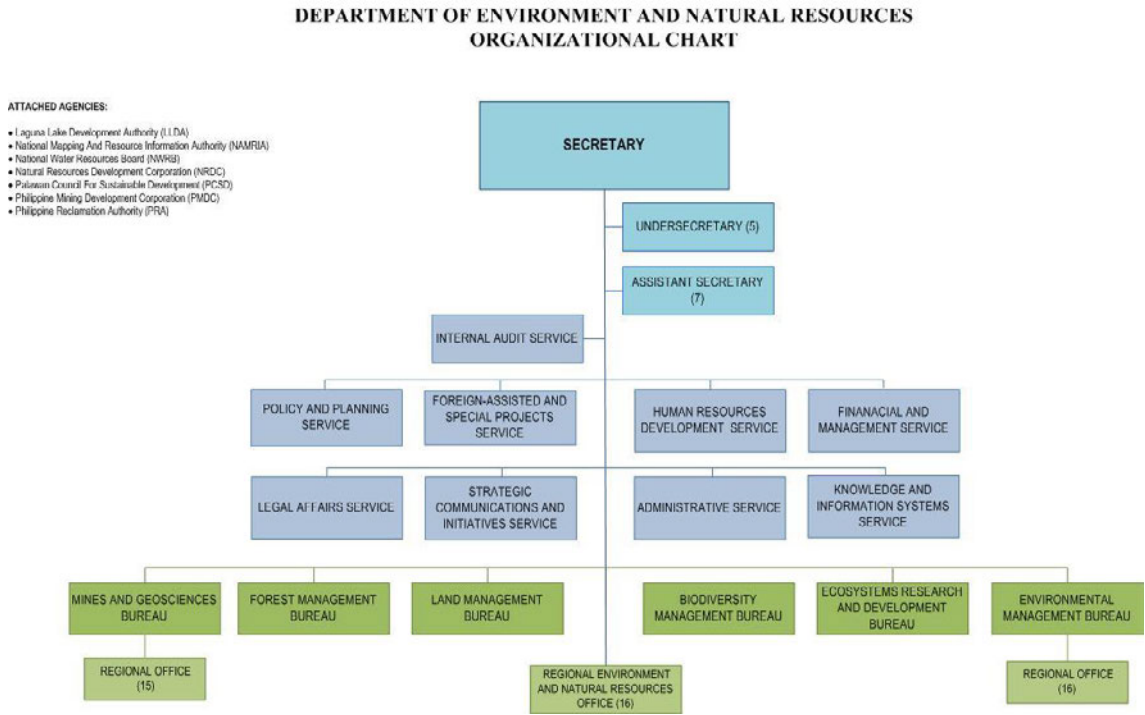 DEPARTMENT OF ENVIRONMENT AND NATURAL RESOURCES
ORGANIZATIONAL CHART
ATTACHED AGENCIES:
• Laguna Lake Development Authority (LLDA)
• National Mapping And Resource Information Authority (NAMRIA)
• National Water Resources Board (NWRB)
• Natural Resources Development Corporation (NRDC)
• Palawan Council For Sustainable Development (PCSD)
• Philippine Mining Development Corporation (PMDC)
• Philippine Reclamation Authority (PRA)
SECRETARY
UNDERSECRETARY (5)
ASSISTANT SECRETARY
(7)
INTERNAL AUDIT SERVICE
POLICY AND PLANNING
SERVICE
FOREIGN-ASSISTED AND
SPECIAL PROJECTS
SERVICE
HUMAN RESOURCES
DEVELOPMENT SERVICE
FINANACIAL AND
MANAGEMENT SERVICE
LEGAL AFFAIRS SERVICE
STRATEGIC
COMMUNICATIONS AND
INITIATIVES SERVICE
ADMINISTRATIVE SERVICE
KNOWLEDGE AND
INFORMATION SYSTEMS
SERVICE
MINES AND GEOSCIENCES
BUREAU
FOREST MANAGEMENT
BUREAU
LAND MANAGEMENT
BUREAU
BIODIVERSITY
MANAGEMENT BUREAU
ECOSYSTEMS RESEARCH
AND DEVELOPMENT
BUREAU
ENVIRONMENTAL
MANAGEMENT BUREAU
REGIONAL OFFICE
(15)
REGIONAL ENVIRONMENT
AND NATURAL RESOURCES
OFFICE (16)
REGIONAL OFFICE
(16)